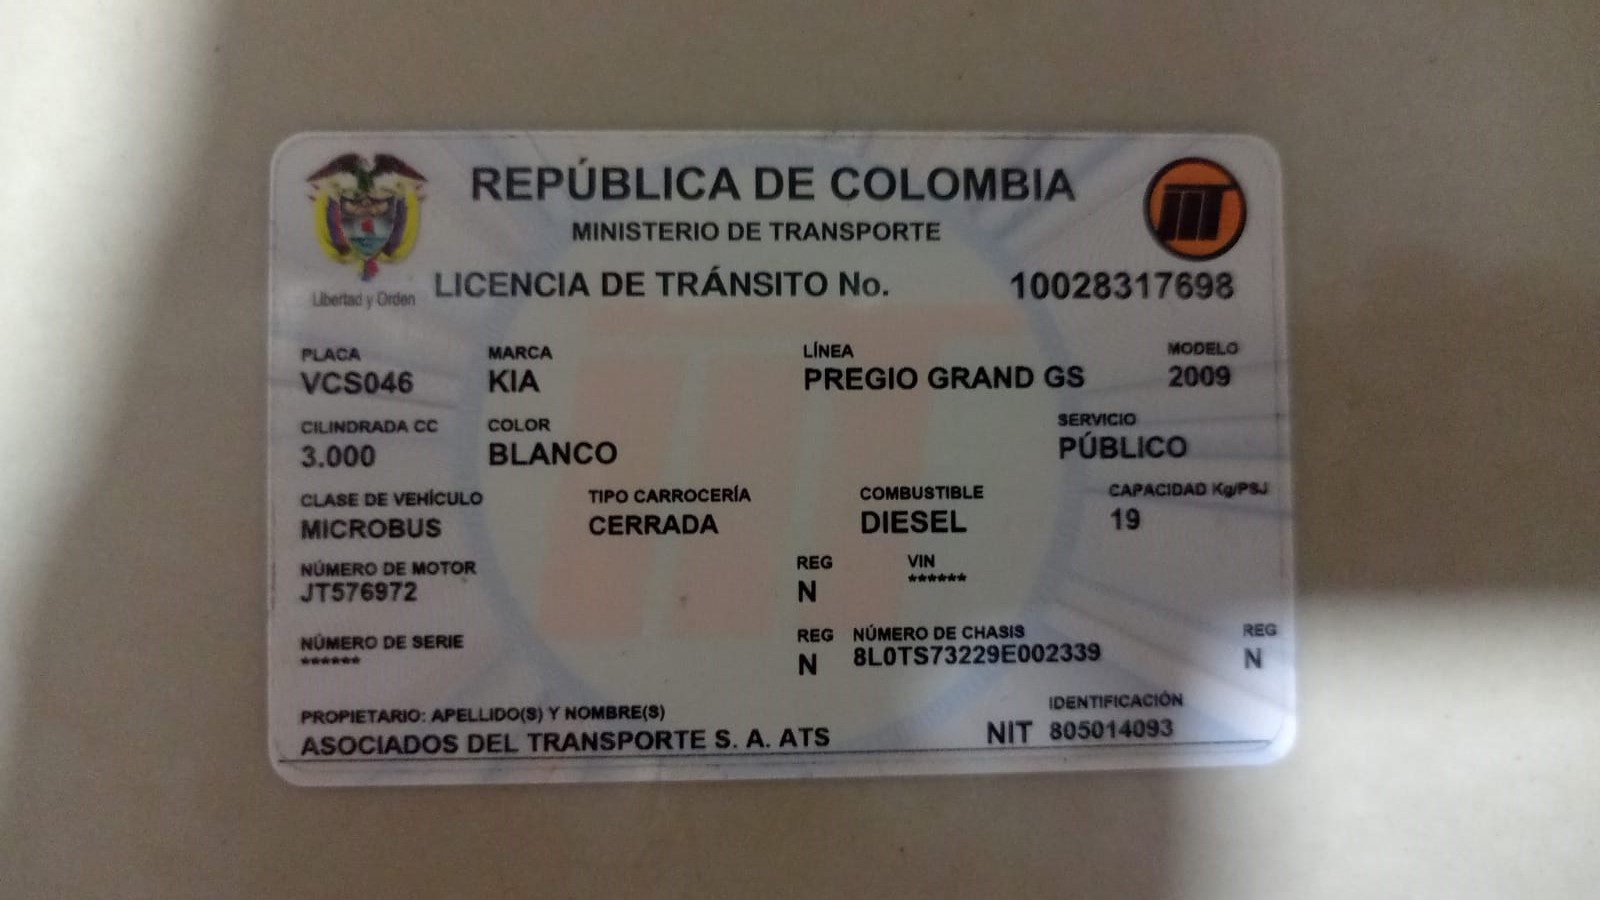 REPÚBLICA DE COLOMBIA
MINISTERIO DE TRANSPORTE
Libertad y Orden
LICENCIA DE TRÁNSITO No. 10028317698
PLACA MARCA LÍNEA MODELO
VCS046 KIA PREGIO GRAND GS 2009
CILINDRADA CC COLOR SERVICIO
3.000 BLANCO PÚBLICO
CLASE DE VEHÍCULO TIPO CARROCERÍA COMBUSTIBLE CAPACIDAD Kg/PSJ
MICROBUS CERRADA DIESEL 19
NÚMERO DE MOTOR REG VIN
JT576972 N ******
NÚMERO DE SERIE REG NÚMERO DE CHASIS REG
****** N 8L0TS73229E002339 N
PROPIETARIO: APELLIDO(S) Y NOMBRE(S) IDENTIFICACIÓN
ASOCIADOS DEL TRANSPORTE S. A. ATS NIT 805014093